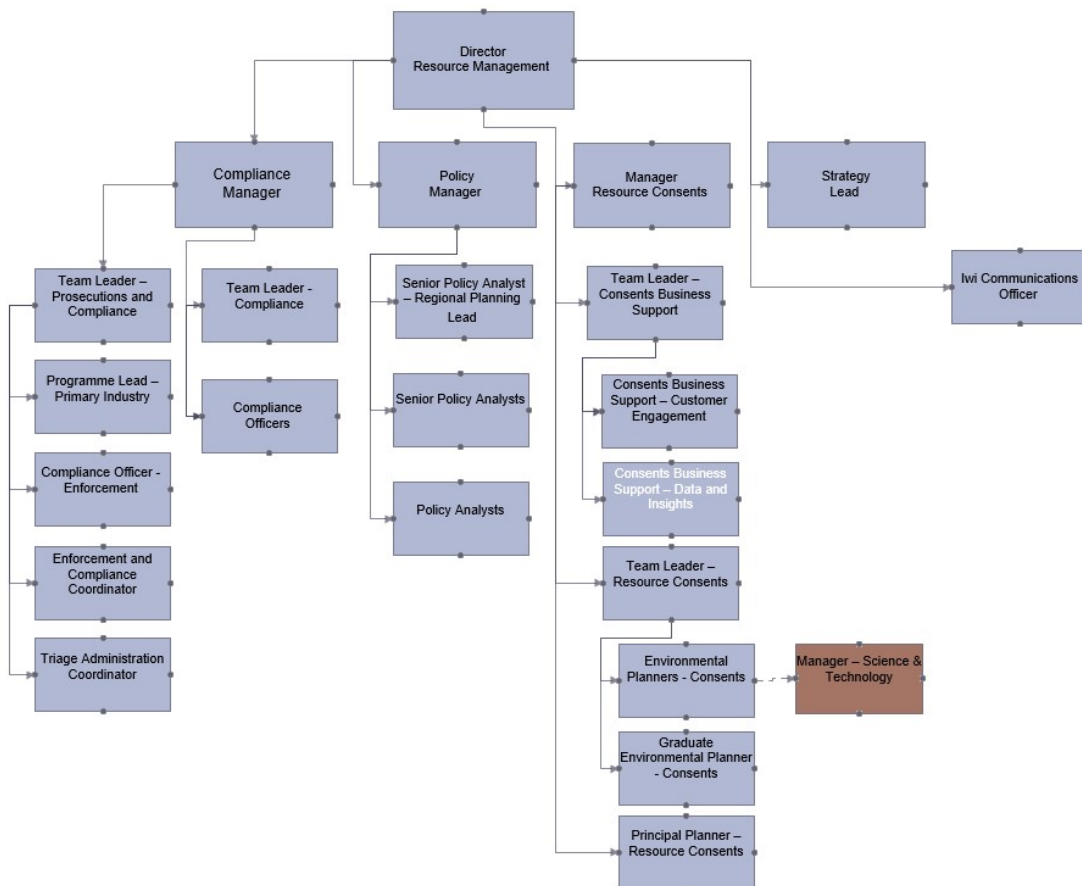 Director
Resource Management
Compliance
Manager
Policy
Manager
Manager
Resource Consents
Strategy
Lead
Iwi Communications
Officer
Team Leader –
Prosecutions and
Compliance
Programme Lead –
Primary Industry
Compliance Officer -
Enforcement
Enforcement and
Compliance
Coordinator
Triage Administration
Coordinator
Team Leader -
Compliance
Compliance
Officers
Senior Policy Analyst
– Regional Planning
Lead
Senior Policy Analysts
Policy Analysts
Team Leader –
Consents Business
Support
Consents Business
Support – Customer
Engagement
Consents Business
Support – Data and
Insights
Team Leader –
Resource Consents
Environmental
Planners - Consents
Manager – Science &
Technology
Graduate
Environmental Planner
- Consents
Principal Planner –
Resource Consents